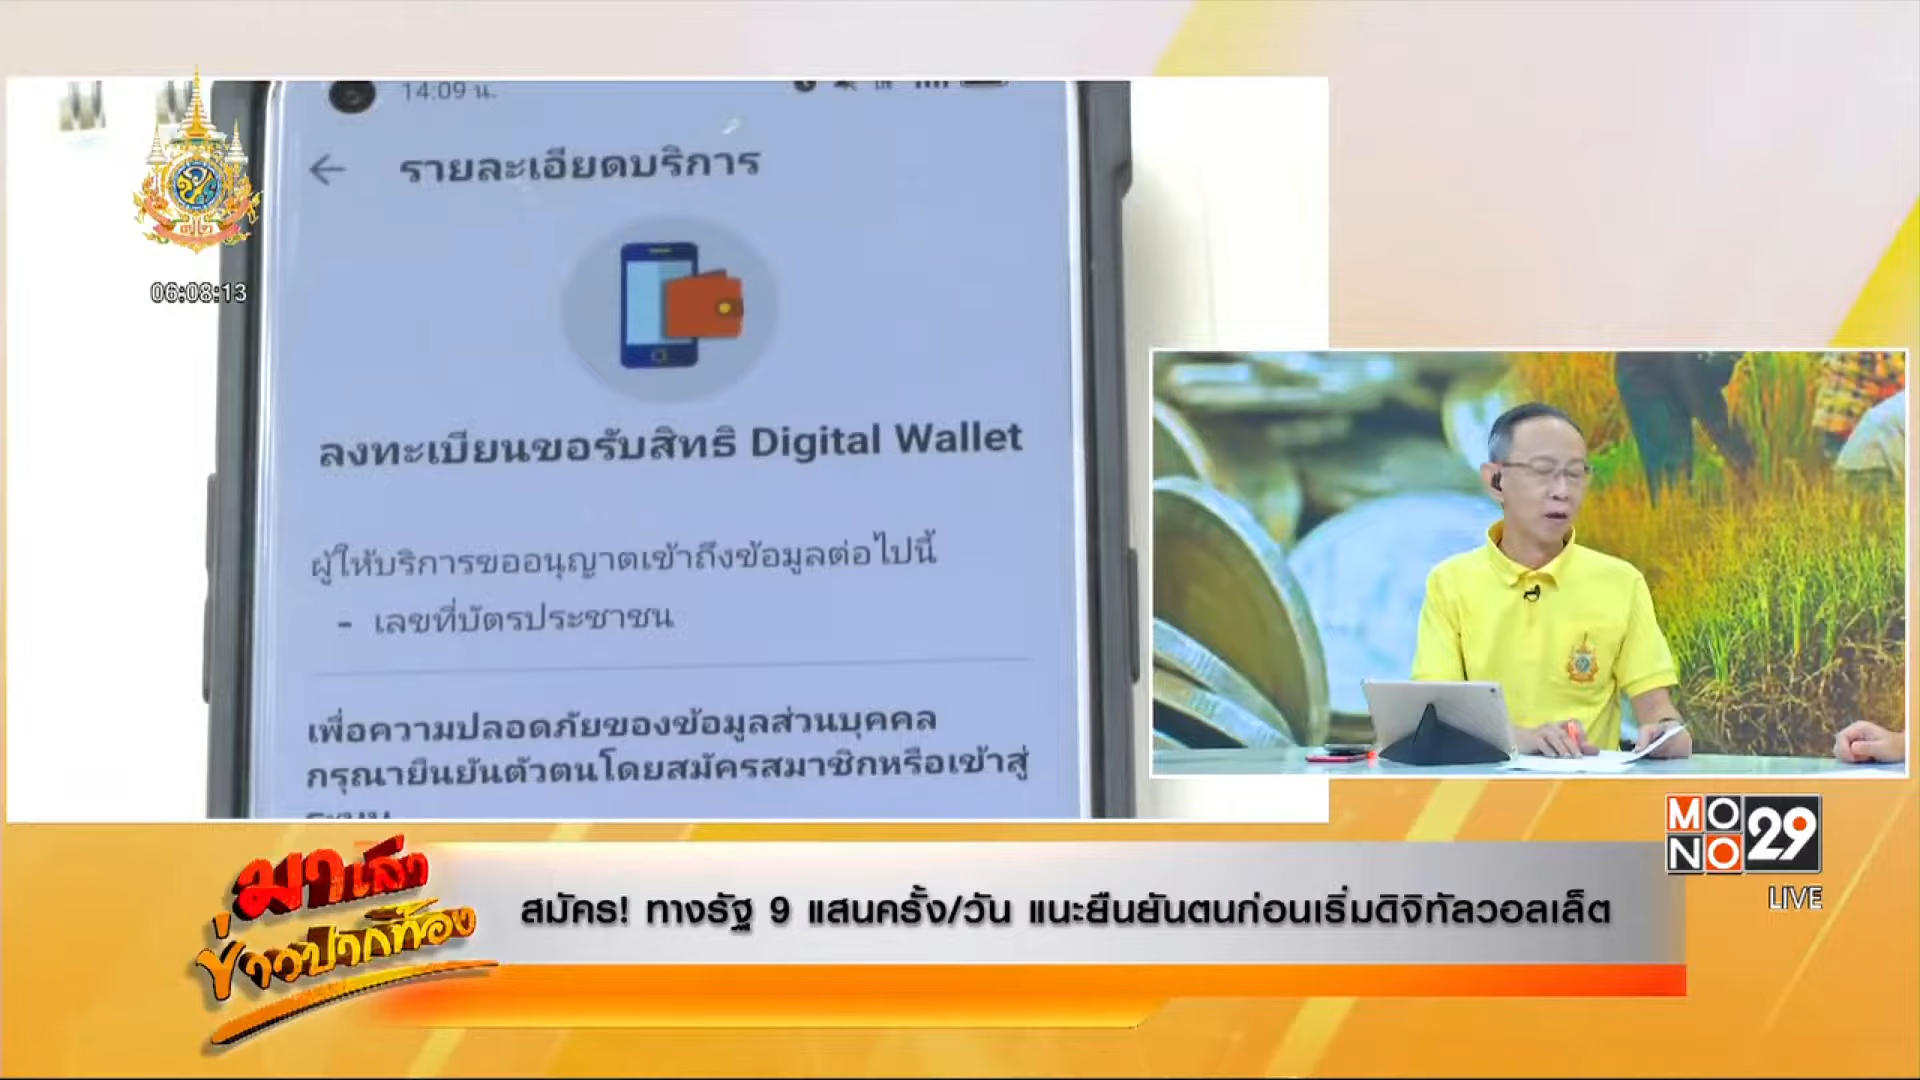 14:09 น.
รายละเอียดบริการ
06:08:13
ลงทะเบียนขอรับสิทธิ Digital Wallet
ผู้ให้บริการขออนุญาตเข้าถึงข้อมูลต่อไปนี้
- เลขที่บัตรประชาชน
เพื่อความปลอดภัยของข้อมูลส่วนบุคคล
กรุณายืนยันตัวตนโดยสมัครสมาชิกหรือเข้าสู่
MONO 29
LIVE
มาเล่า
ข่าวปากท้อง
สมัคร! ทางรัฐ 9 แสนครั้ง/วัน แนะยืนยันตนก่อนเริ่มดิจิทัลวอลเล็ต